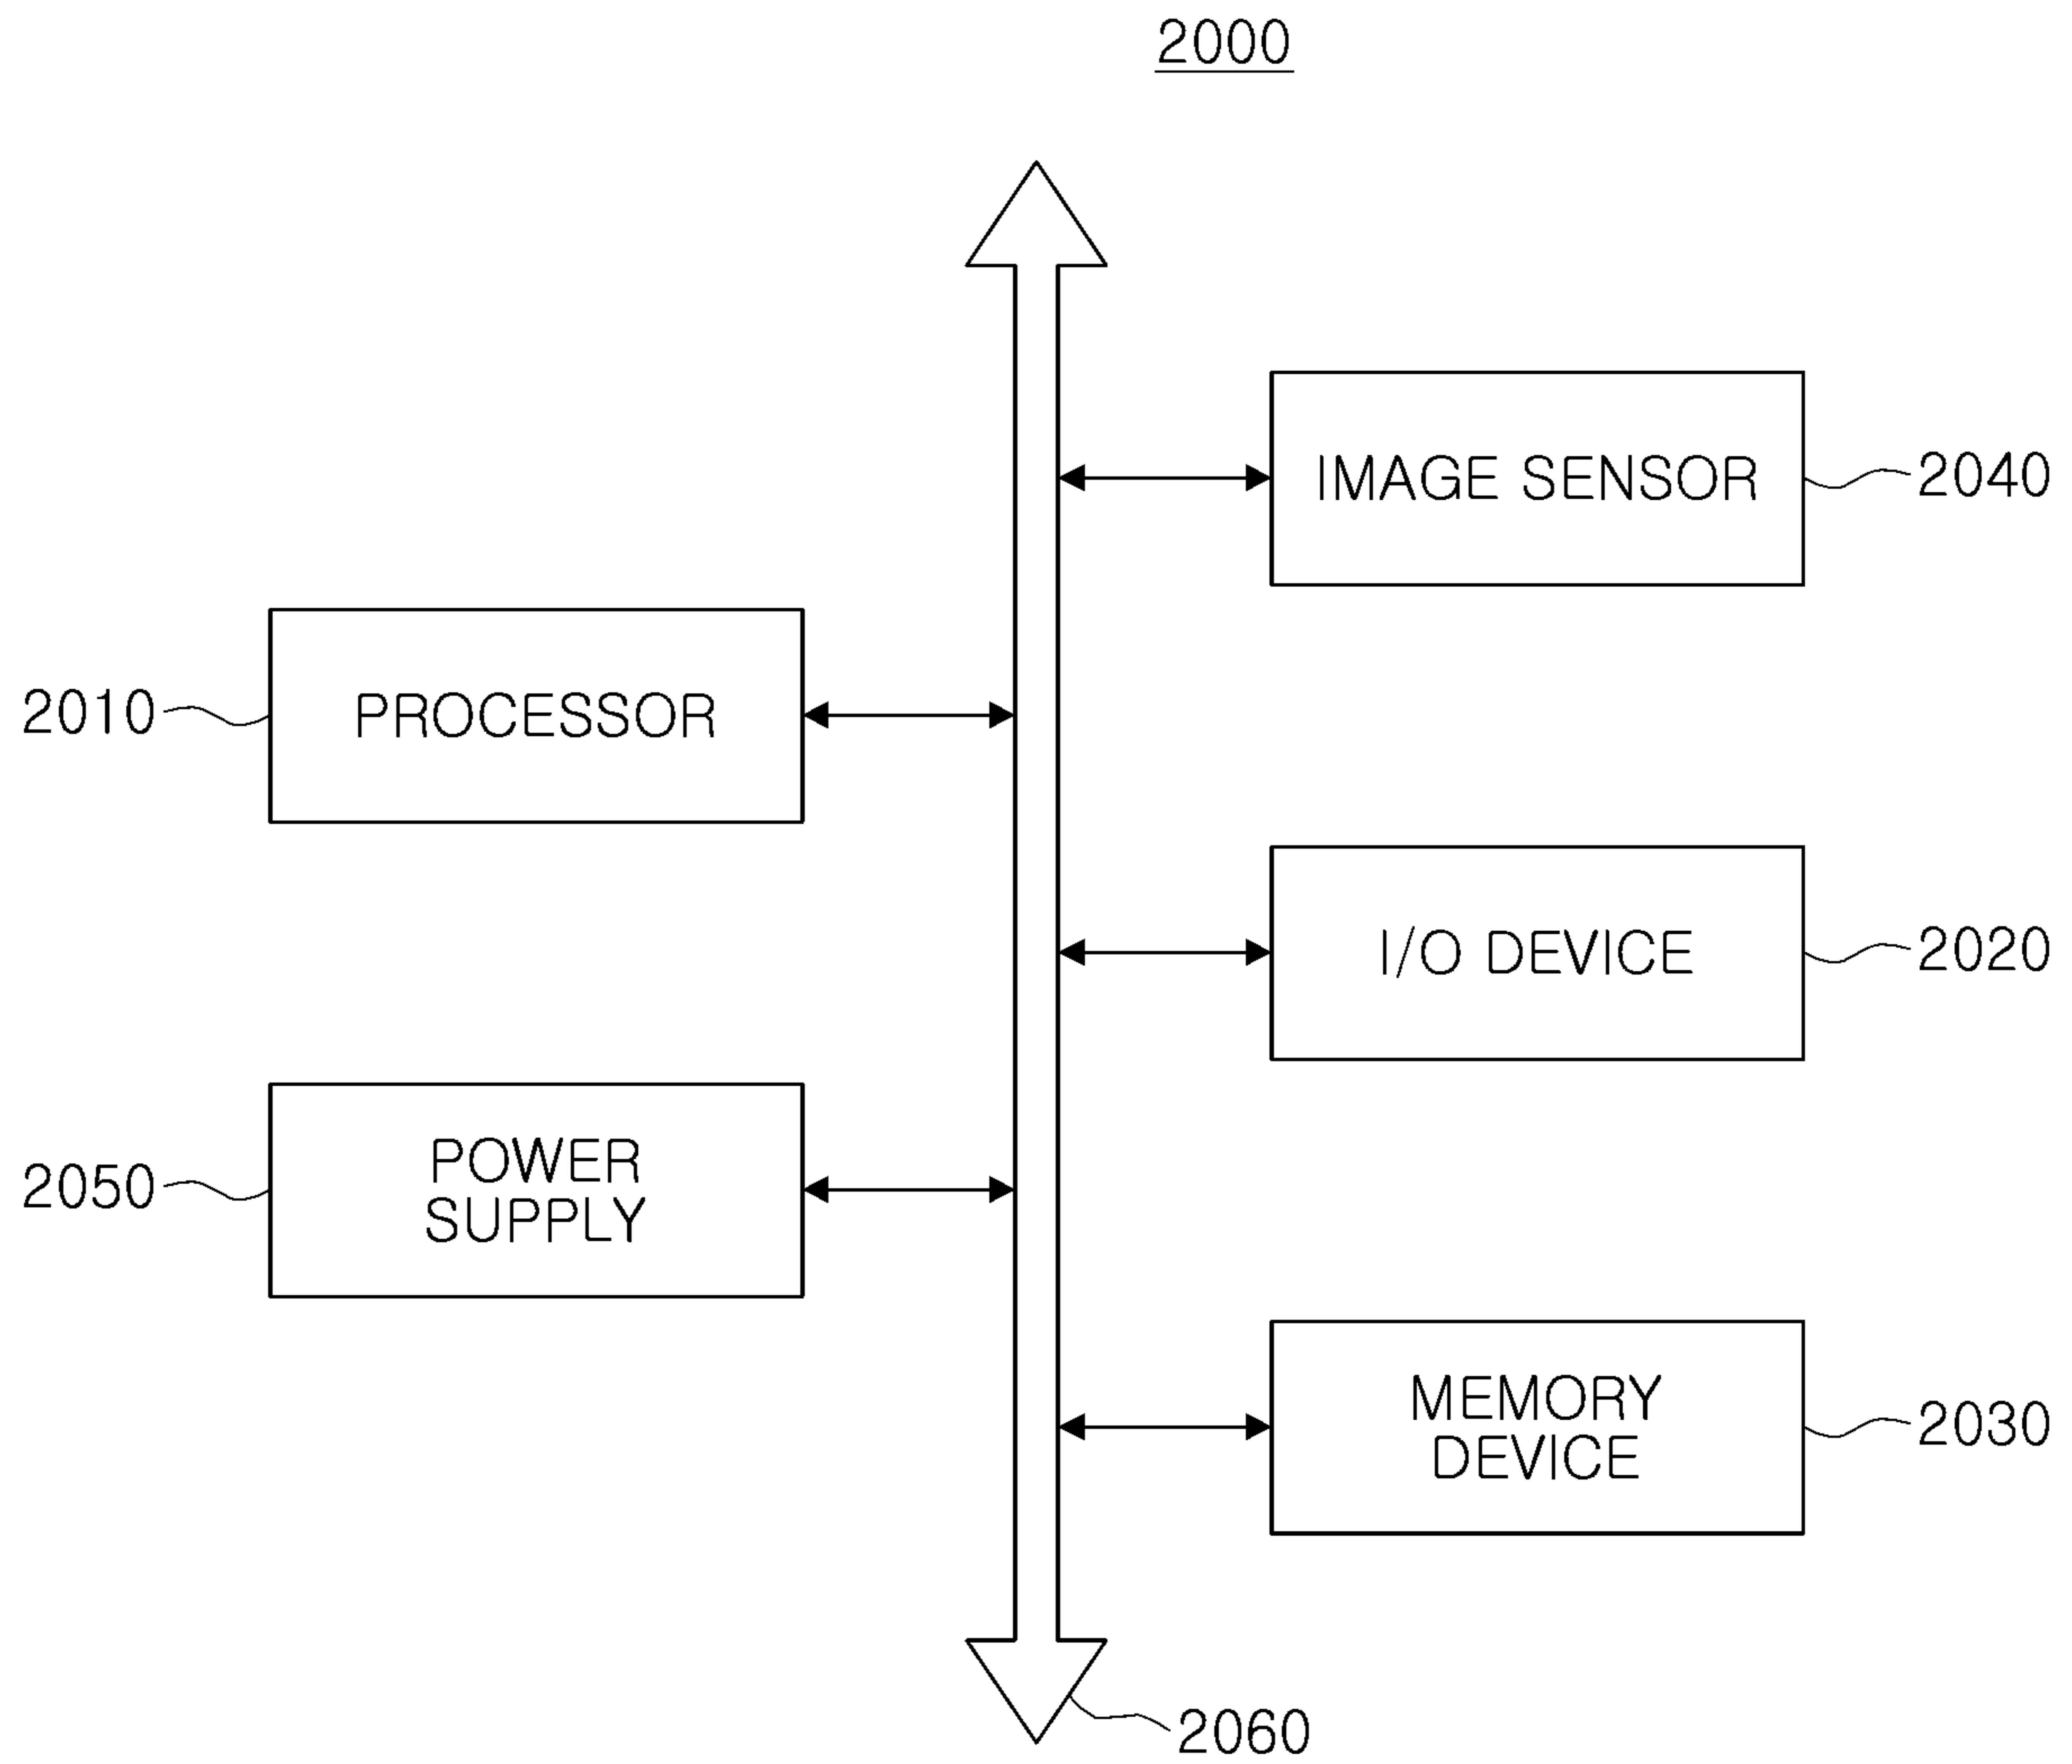 2000
IMAGE SENSOR
2040
2010
PROCESSOR
I/O DEVICE
2020
2050
POWER
SUPPLY
MEMORY
DEVICE
2030
2060